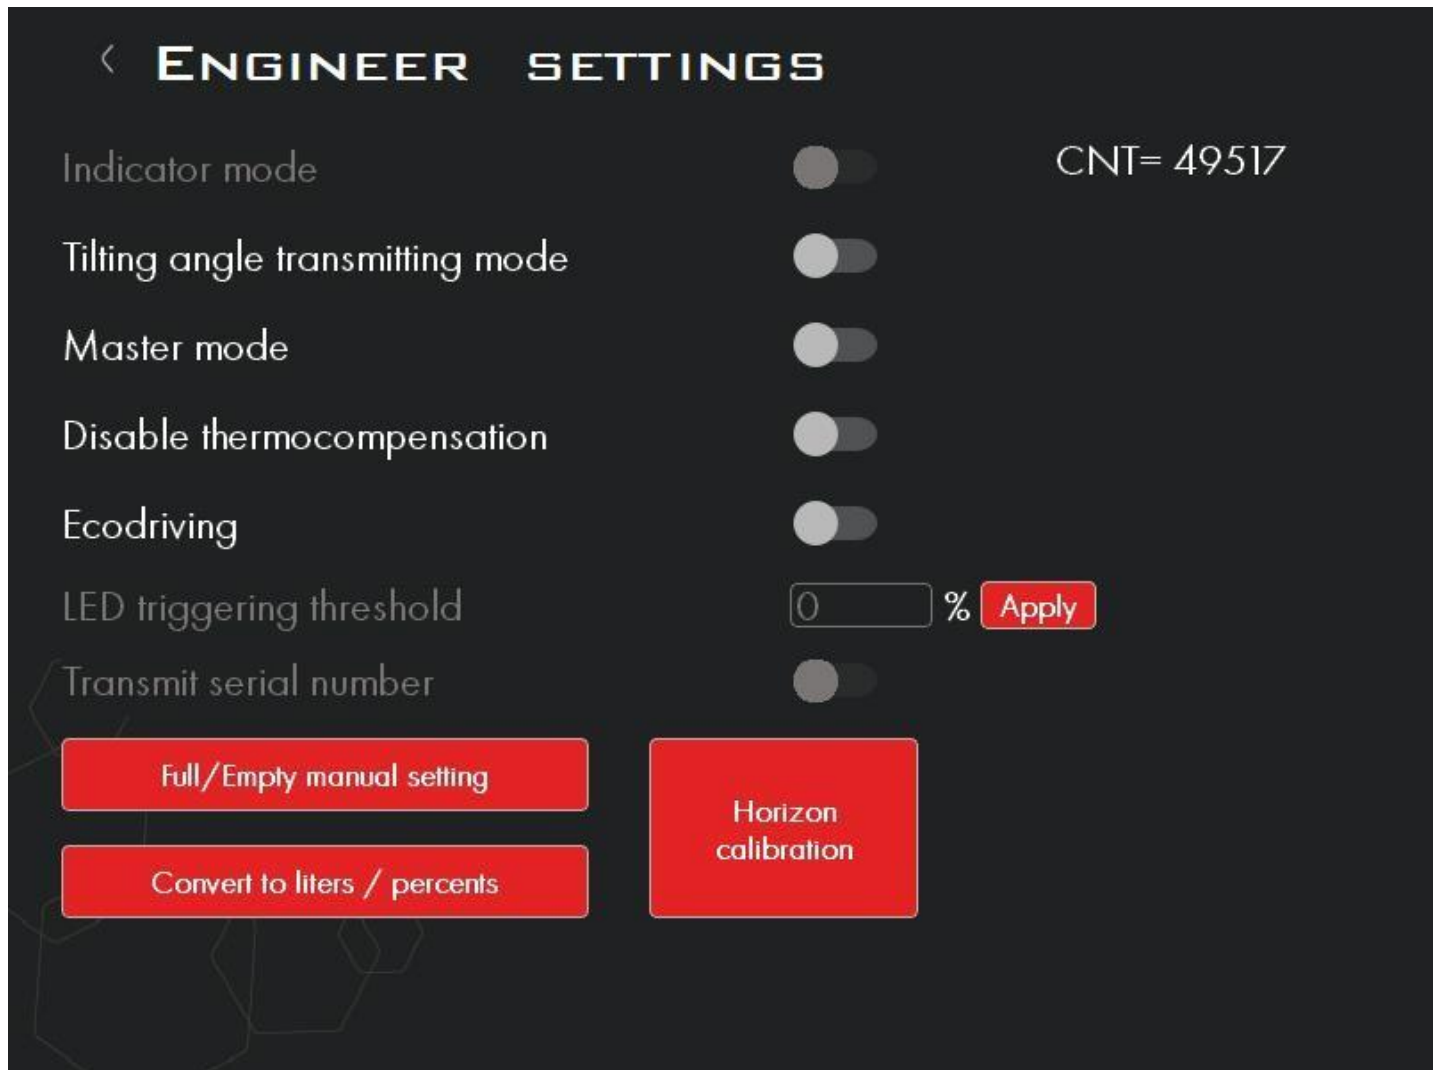 ENGINEER SETTINGS
Indicator mode
CNT= 49517
Tilting angle transmitting mode
Master mode
Disable thermocompensation
Ecodriving
LED triggering threshold 0 % Apply
Transmit serial number
Full/Empty manual setting
Horizon
calibration
Convert to liters / percents